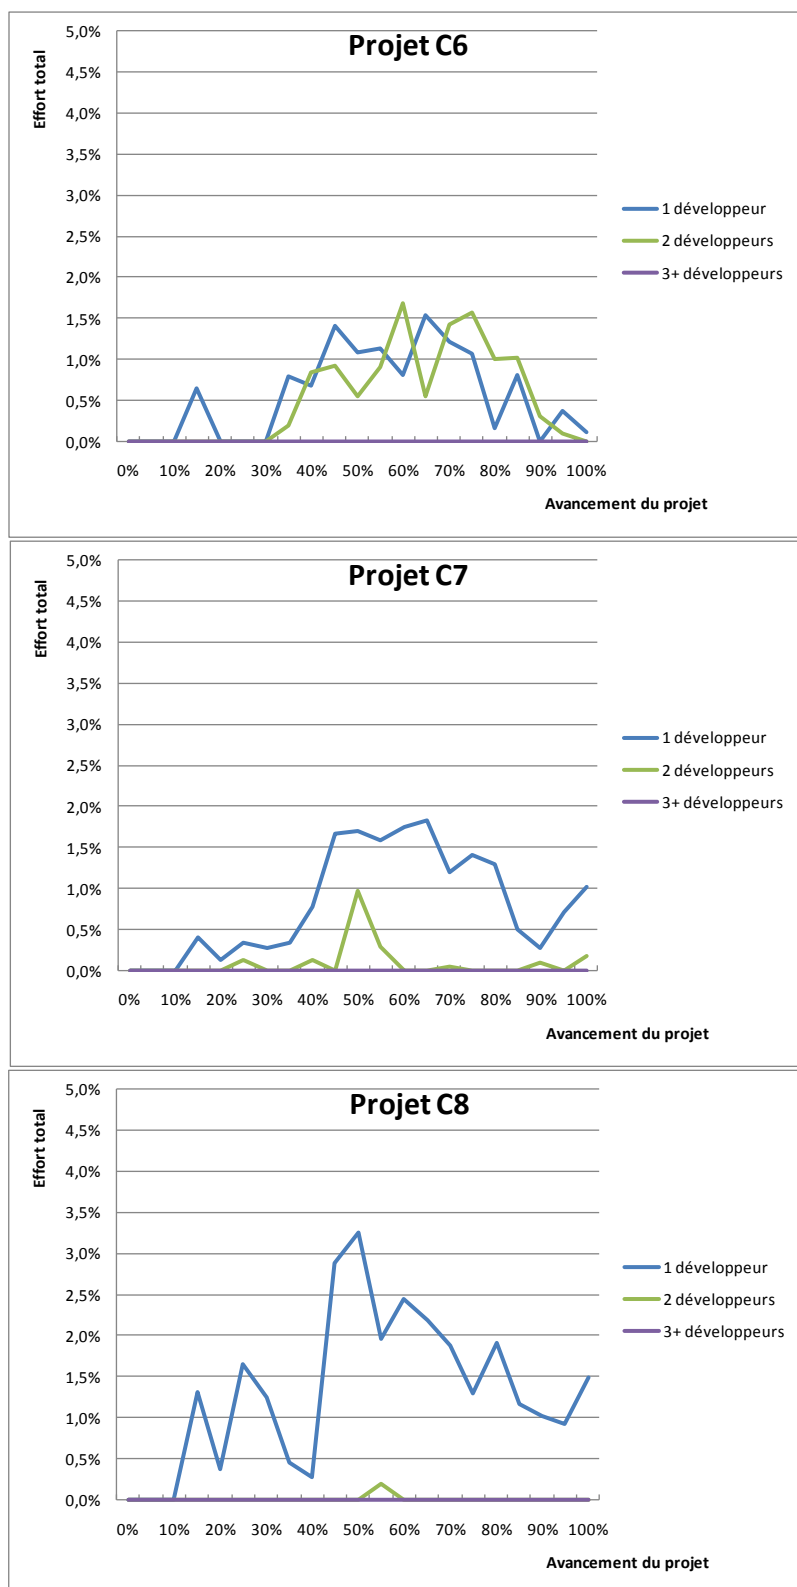 Projet C6
Effort total
5,0%
4,5%
4,0%
3,5%
3,0%
2,5%
2,0%
1,5%
1,0%
0,5%
0,0%
0% 10% 20% 30% 40% 50% 60% 70% 80% 90% 100%
Avancement du projet
1 développeur
2 développeurs
3+ développeurs
Projet C7
Effort total
5,0%
4,5%
4,0%
3,5%
3,0%
2,5%
2,0%
1,5%
1,0%
0,5%
0,0%
0% 10% 20% 30% 40% 50% 60% 70% 80% 90% 100%
Avancement du projet
1 développeur
2 développeurs
3+ développeurs
Projet C8
Effort total
5,0%
4,5%
4,0%
3,5%
3,0%
2,5%
2,0%
1,5%
1,0%
0,5%
0,0%
0% 10% 20% 30% 40% 50% 60% 70% 80% 90% 100%
Avancement du projet
1 développeur
2 développeurs
3+ développeurs